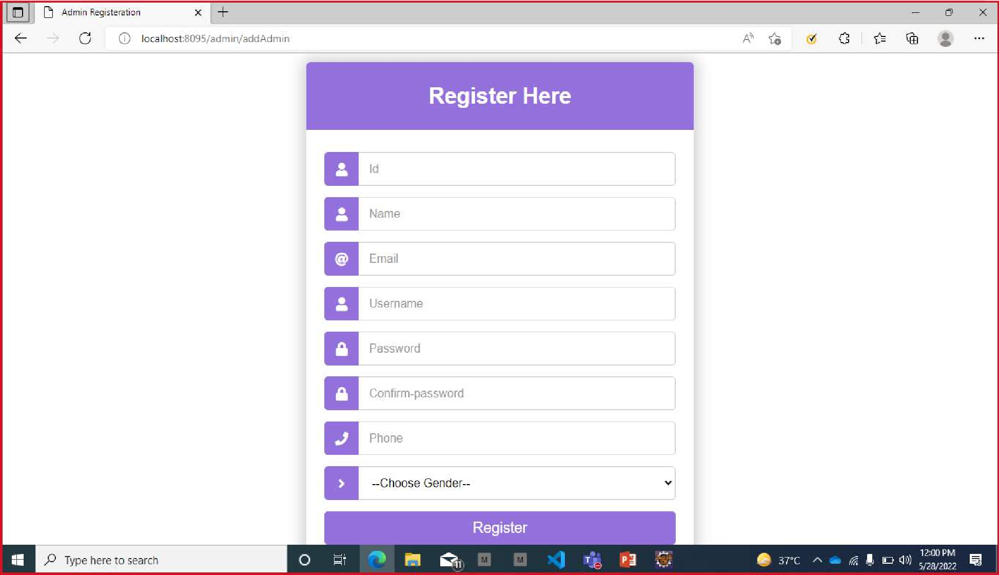 Admin Registeration
localhost:8095/admin/addAdmin
Register Here
Id
Name
@ Email
Username
Password
Confirm-password
Phone
--Choose Gender--
Register
Type here to search
11
M
M
37°C
12:00 PM
5/28/2022